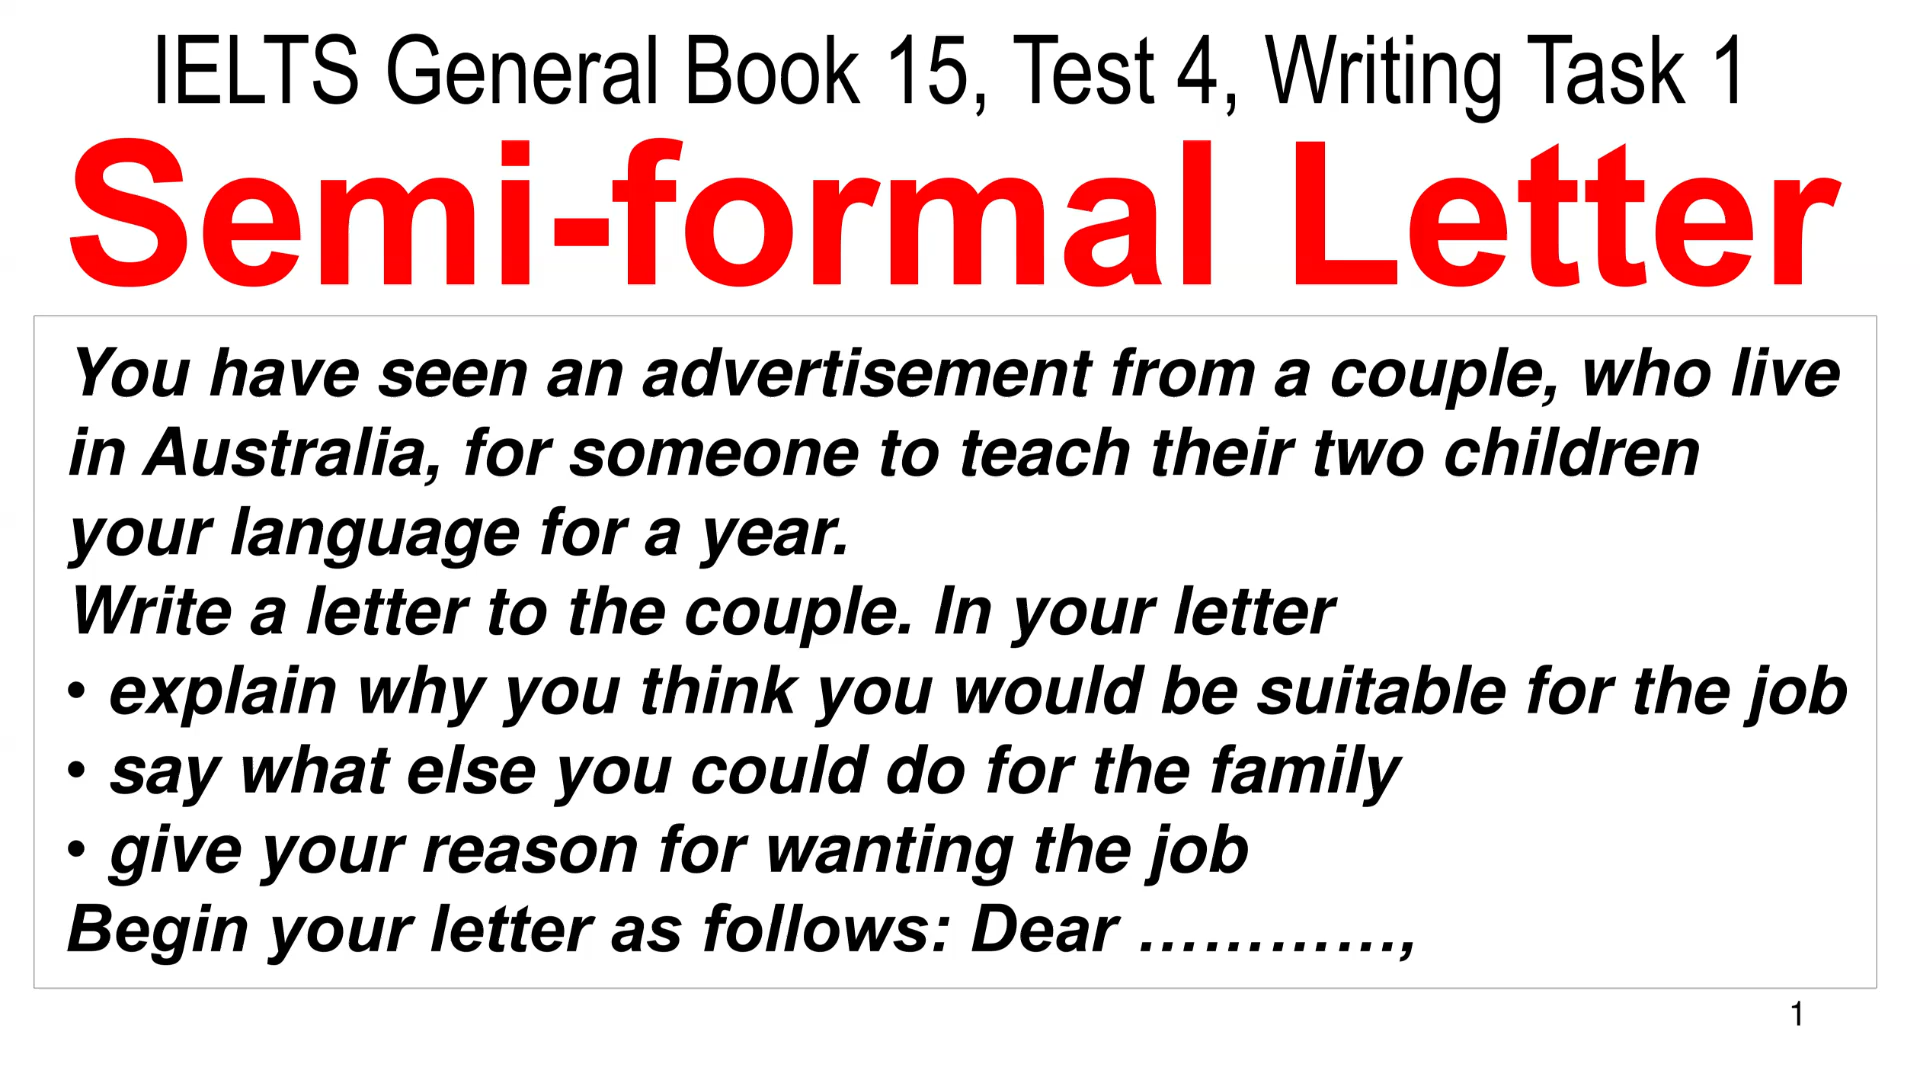 IELTS General Book 15, Test 4, Writing Task 1
Semi-formal Letter
You have seen an advertisement from a couple, who live
in Australia, for someone to teach their two children
your language for a year.
Write a letter to the couple. In your letter
• explain why you think you would be suitable for the job
• say what else you could do for the family
• give your reason for wanting the job
Begin your letter as follows: Dear …………,
1